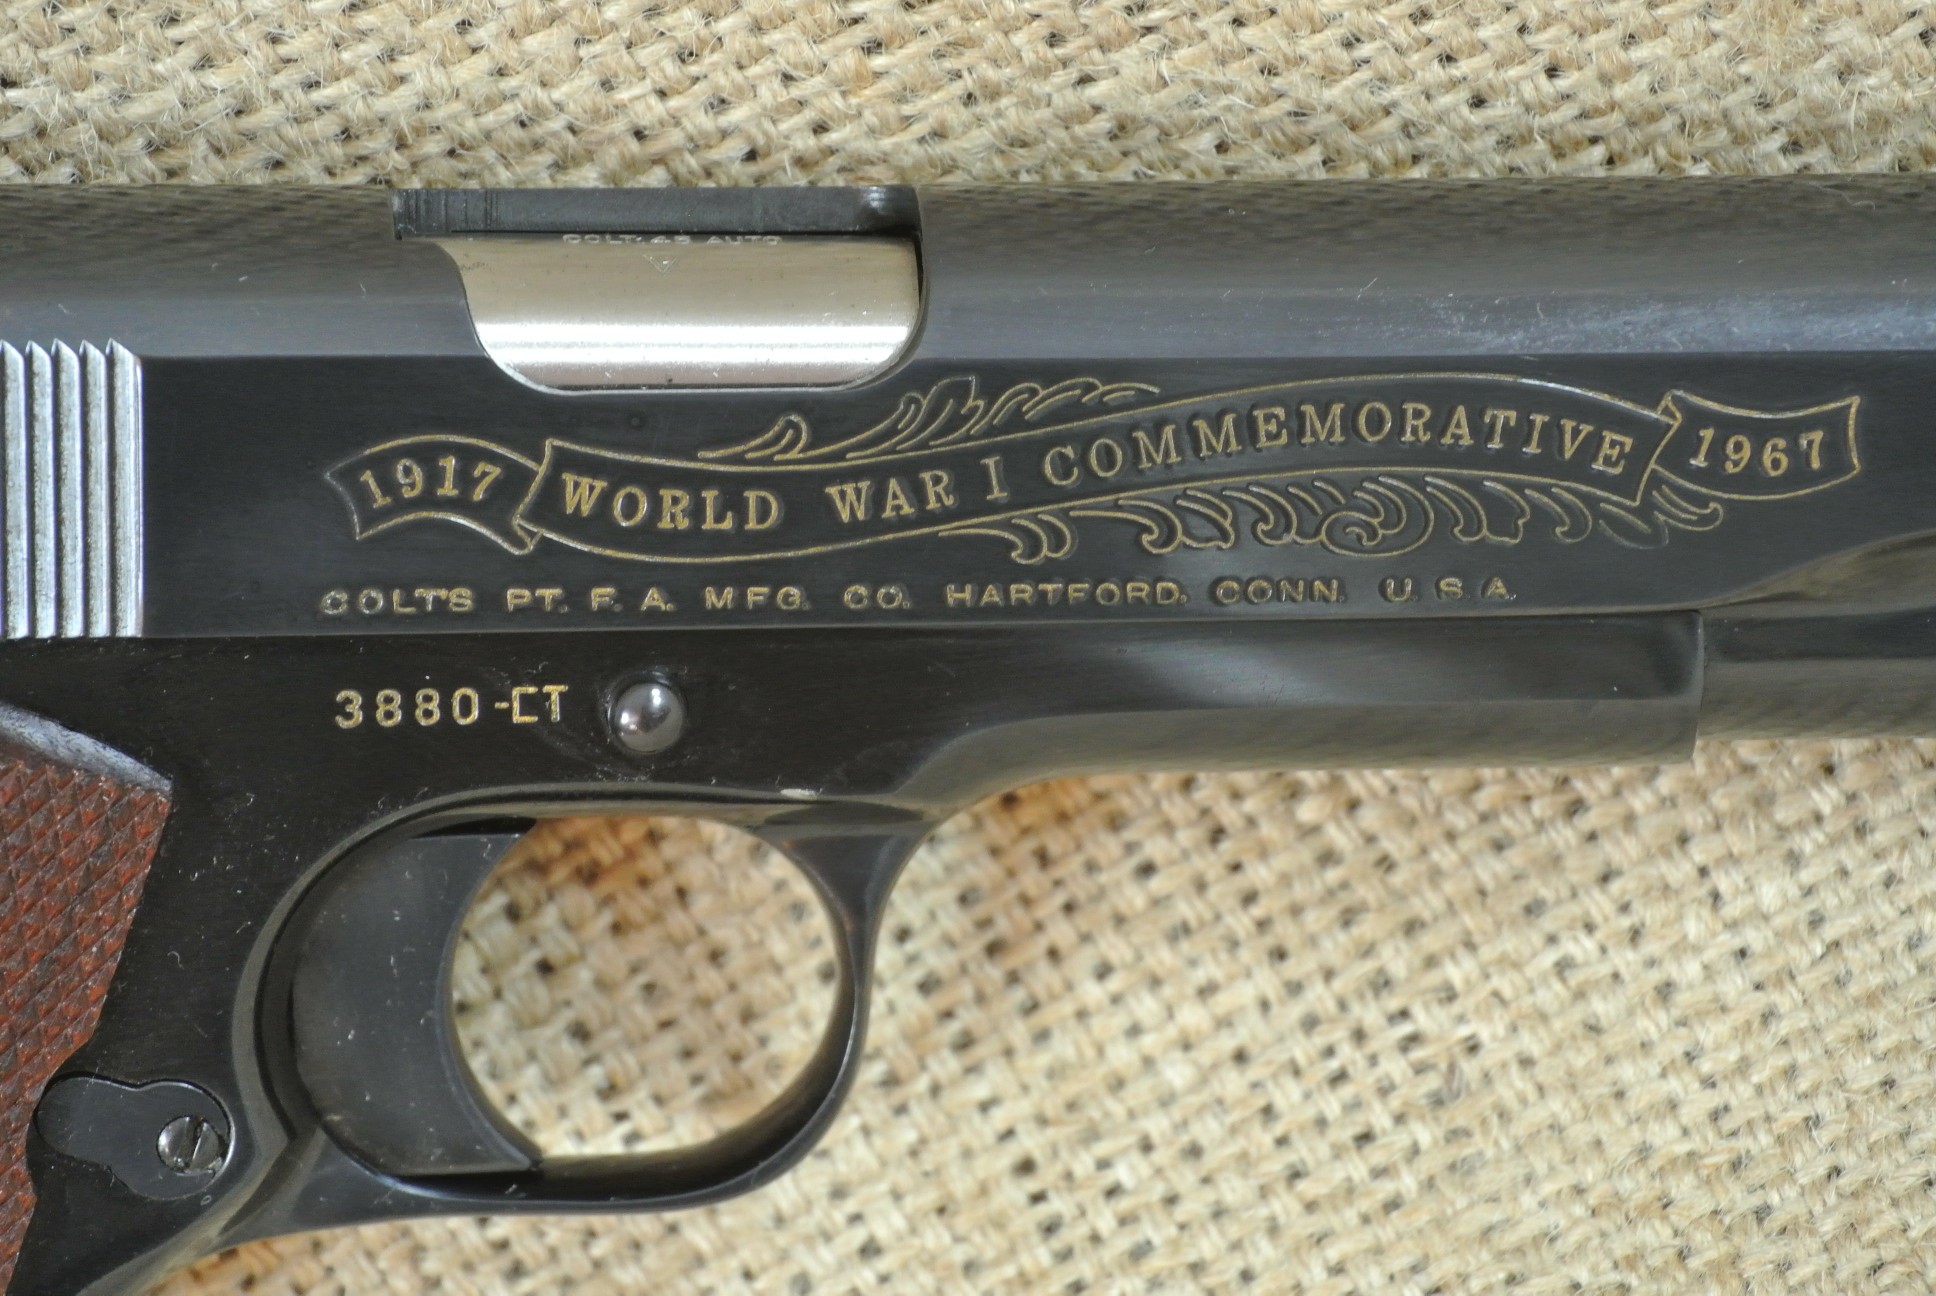 COLT .45 AUTO
1917 WORLD WAR I COMMEMORATIVE 1967
COLT'S PT. F. A. MFG. CO. HARTFORD, CONN. U. S. A.
3880-CT